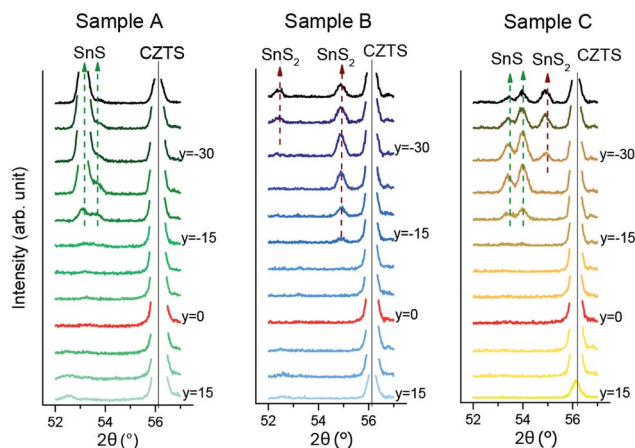 Sample A
Sample B
Sample C
SnS
CZTS
SnS₂
SnS₂
CZTS
SnS
SnS₂
CZTS
Intensity (arb. unit)
y=-30
y=-15
y=0
y=15
y=-30
y=-15
y=0
y=15
y=-30
y=-15
y=0
y=15
52
54
56
52
54
56
52
54
56
2θ (°)
2θ (º)
2θ (º)